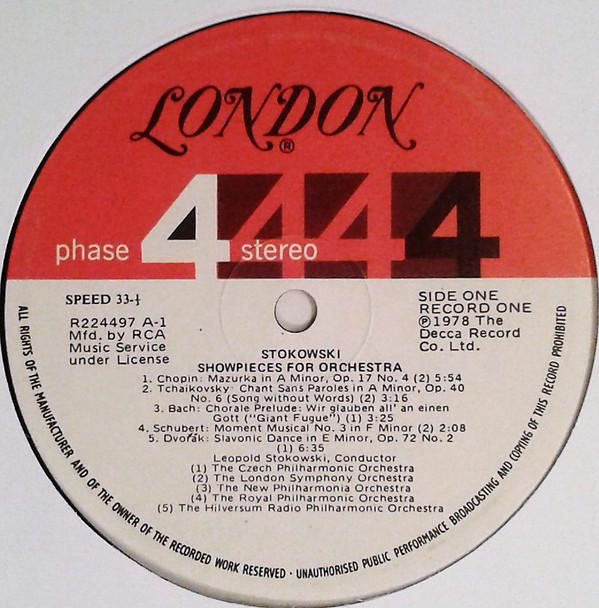 LONDON
®
phase 4 stereo 4 4 4
SPEED 33-⅓
R224497 A-1
Mfd. by RCA
Music Service
under License
SIDE ONE
RECORD ONE
℗1978 The
Decca Record
Co. Ltd.
STOKOWSKI
SHOWPIECES FOR ORCHESTRA
1. Chopin: Mazurka in A Minor, Op. 17 No. 4 (2) 5:54
2. Tchaikovsky: Chant Sans Paroles in A Minor, Op. 40
No. 6 (Song without Words) (2) 3:16
3. Bach: Chorale Prelude: Wir glauben all' an einen
Gott ("Giant Fugue") (1) 3:25
4. Schubert: Moment Musical No. 3 in F Minor (2) 2:08
5. Dvořák: Slavonic Dance in E Minor, Op. 72 No. 2
(1) 6:35
Leopold Stokowski, Conductor
(1) The Czech Philharmonic Orchestra
(2) The London Symphony Orchestra
(3) The New Philharmonia Orchestra
(4) The Royal Philharmonic Orchestra
(5) The Hilversum Radio Philharmonic Orchestra
ALL RIGHTS OF THE MANUFACTURER AND OF THE OWNER OF THE RECORDED WORK RESERVED · UNAUTHORISED PUBLIC PERFORMANCE BROADCASTING AND COPYING OF THIS RECORD PROHIBITED